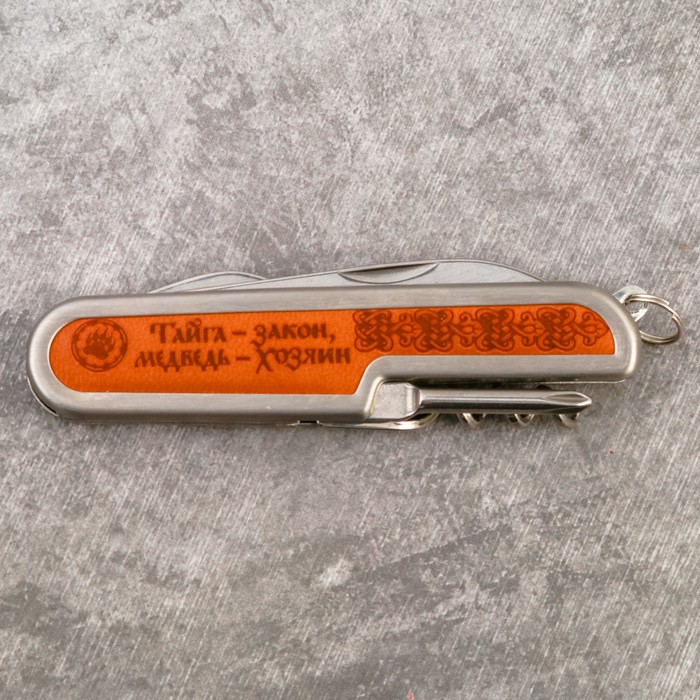 Тайга – закон,
медведь – Хозяин